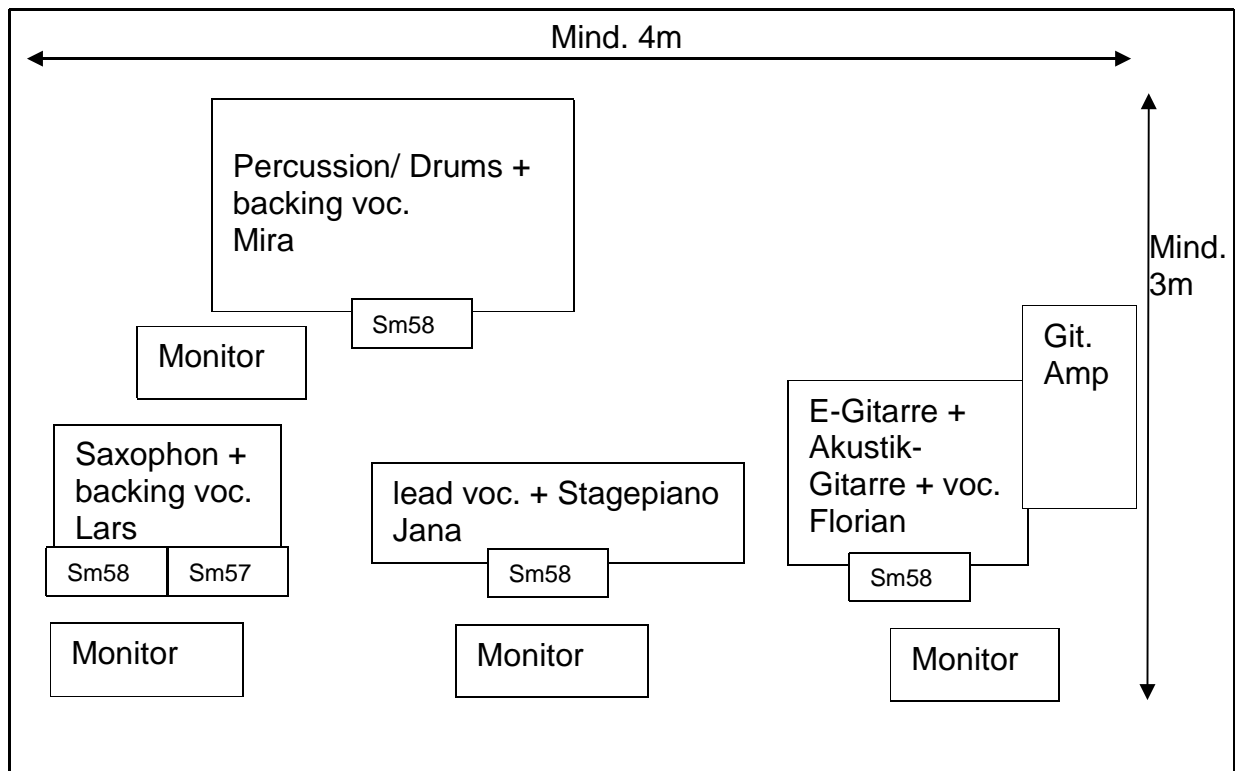 Mind. 4m
Percussion/ Drums +
backing voc.
Mira
Mind.
3m
Sm58
Monitor
Git.
Amp
E-Gitarre +
Akustik-
Gitarre + voc.
Florian
Saxophon +
backing voc.
Lars
lead voc. + Stagepiano
Jana
Sm58
Sm57
Sm58
Sm58
Monitor
Monitor
Monitor